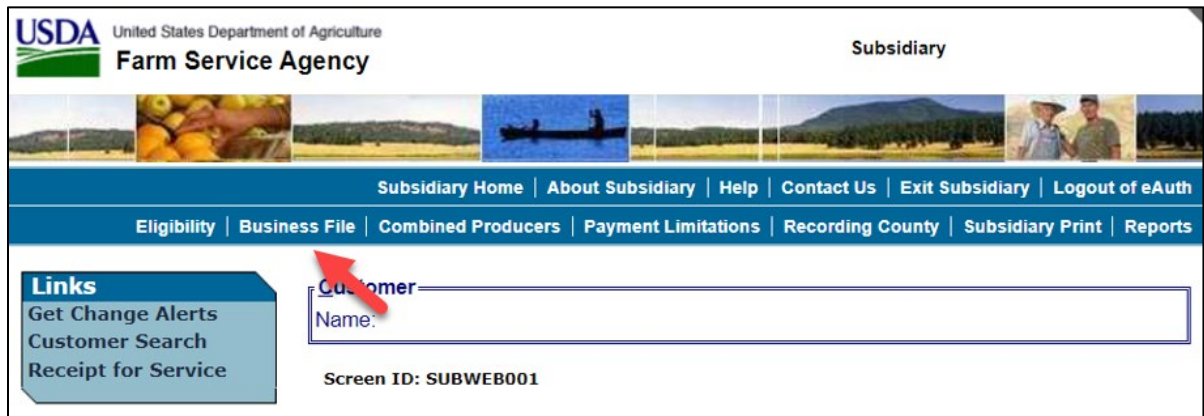 USDA United States Department of Agriculture
Farm Service Agency
Subsidiary
Subsidiary Home | About Subsidiary | Help | Contact Us | Exit Subsidiary | Logout of eAuth
Eligibility | Business File | Combined Producers | Payment Limitations | Recording County | Subsidiary Print | Reports
Links
Get Change Alerts
Customer Search
Receipt for Service
Customer
Name:
Screen ID: SUBWEB001